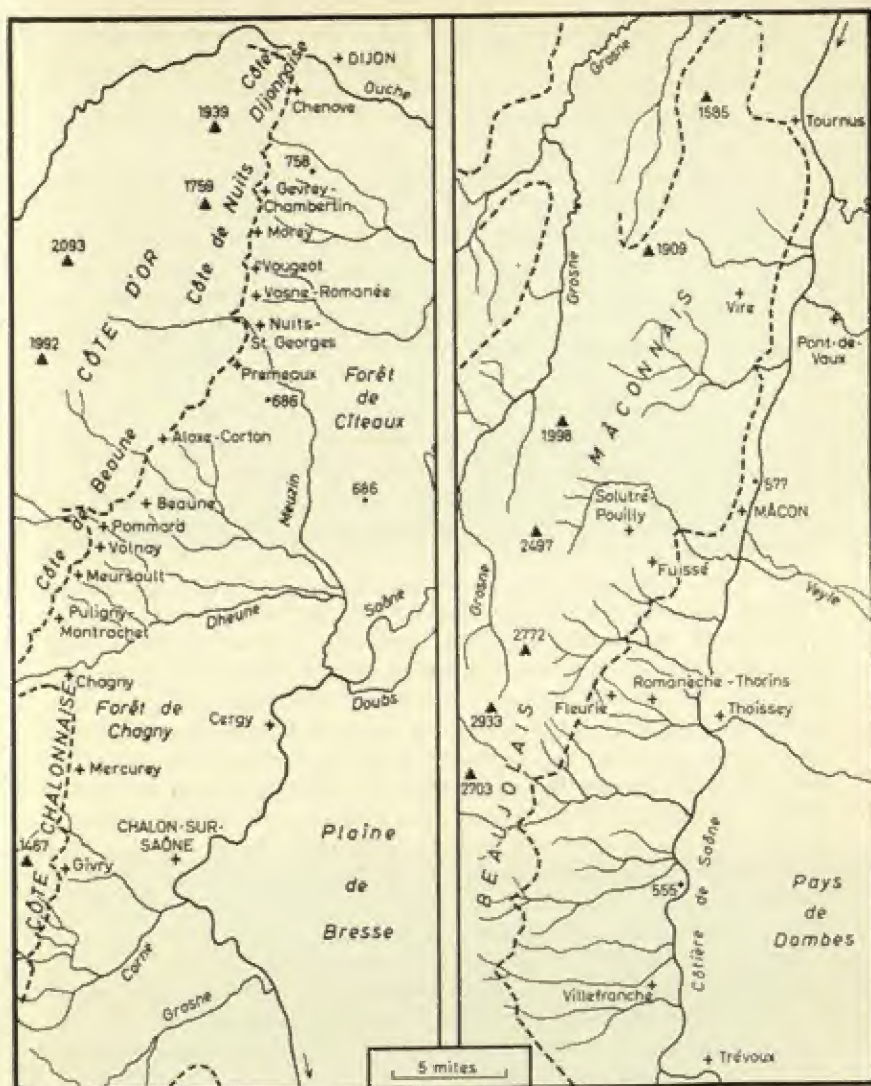 DIJON
Côte Dijonnaise
Ouche
Chenove
1939
758
Côte de Nuits
1759
Gevrey-
Chambertin
Morey
2093
CÔTE D'OR
Vougeot
Vosne-Romanée
1992
Nuits-
St. Georges
Premeaux
Forêt
de
Cîteaux
686
Côte de Beaune
Aloxe-Corton
Meuzin
686
Beaune
Pommard
Volnay
Meursault
Puligny-
Montrachet
Dheune
Saône
Chagny
Doubs
Forêt de
Chagny
Cergy
CÔTE CHALONNAISE
Mercurey
1467
CHALON-SUR-
SAÔNE
Givry
Plaine
de
Bresse
Corne
Grosne
Grosne
1585
Tournus
Grosne
1909
MÂCONNAIS
Vire
Pont-de-
Vaux
1998
577
Solutré-
Pouilly
MÂCON
2497
Fuissé
Veyle
Grosne
2772
Romanèche-Thorins
Fleurie
Thoissey
2933
BEAUJOLAIS
2703
Côtière de Saône
555
Pays
de
Dombes
Villefranche
Trévoux
5 miles